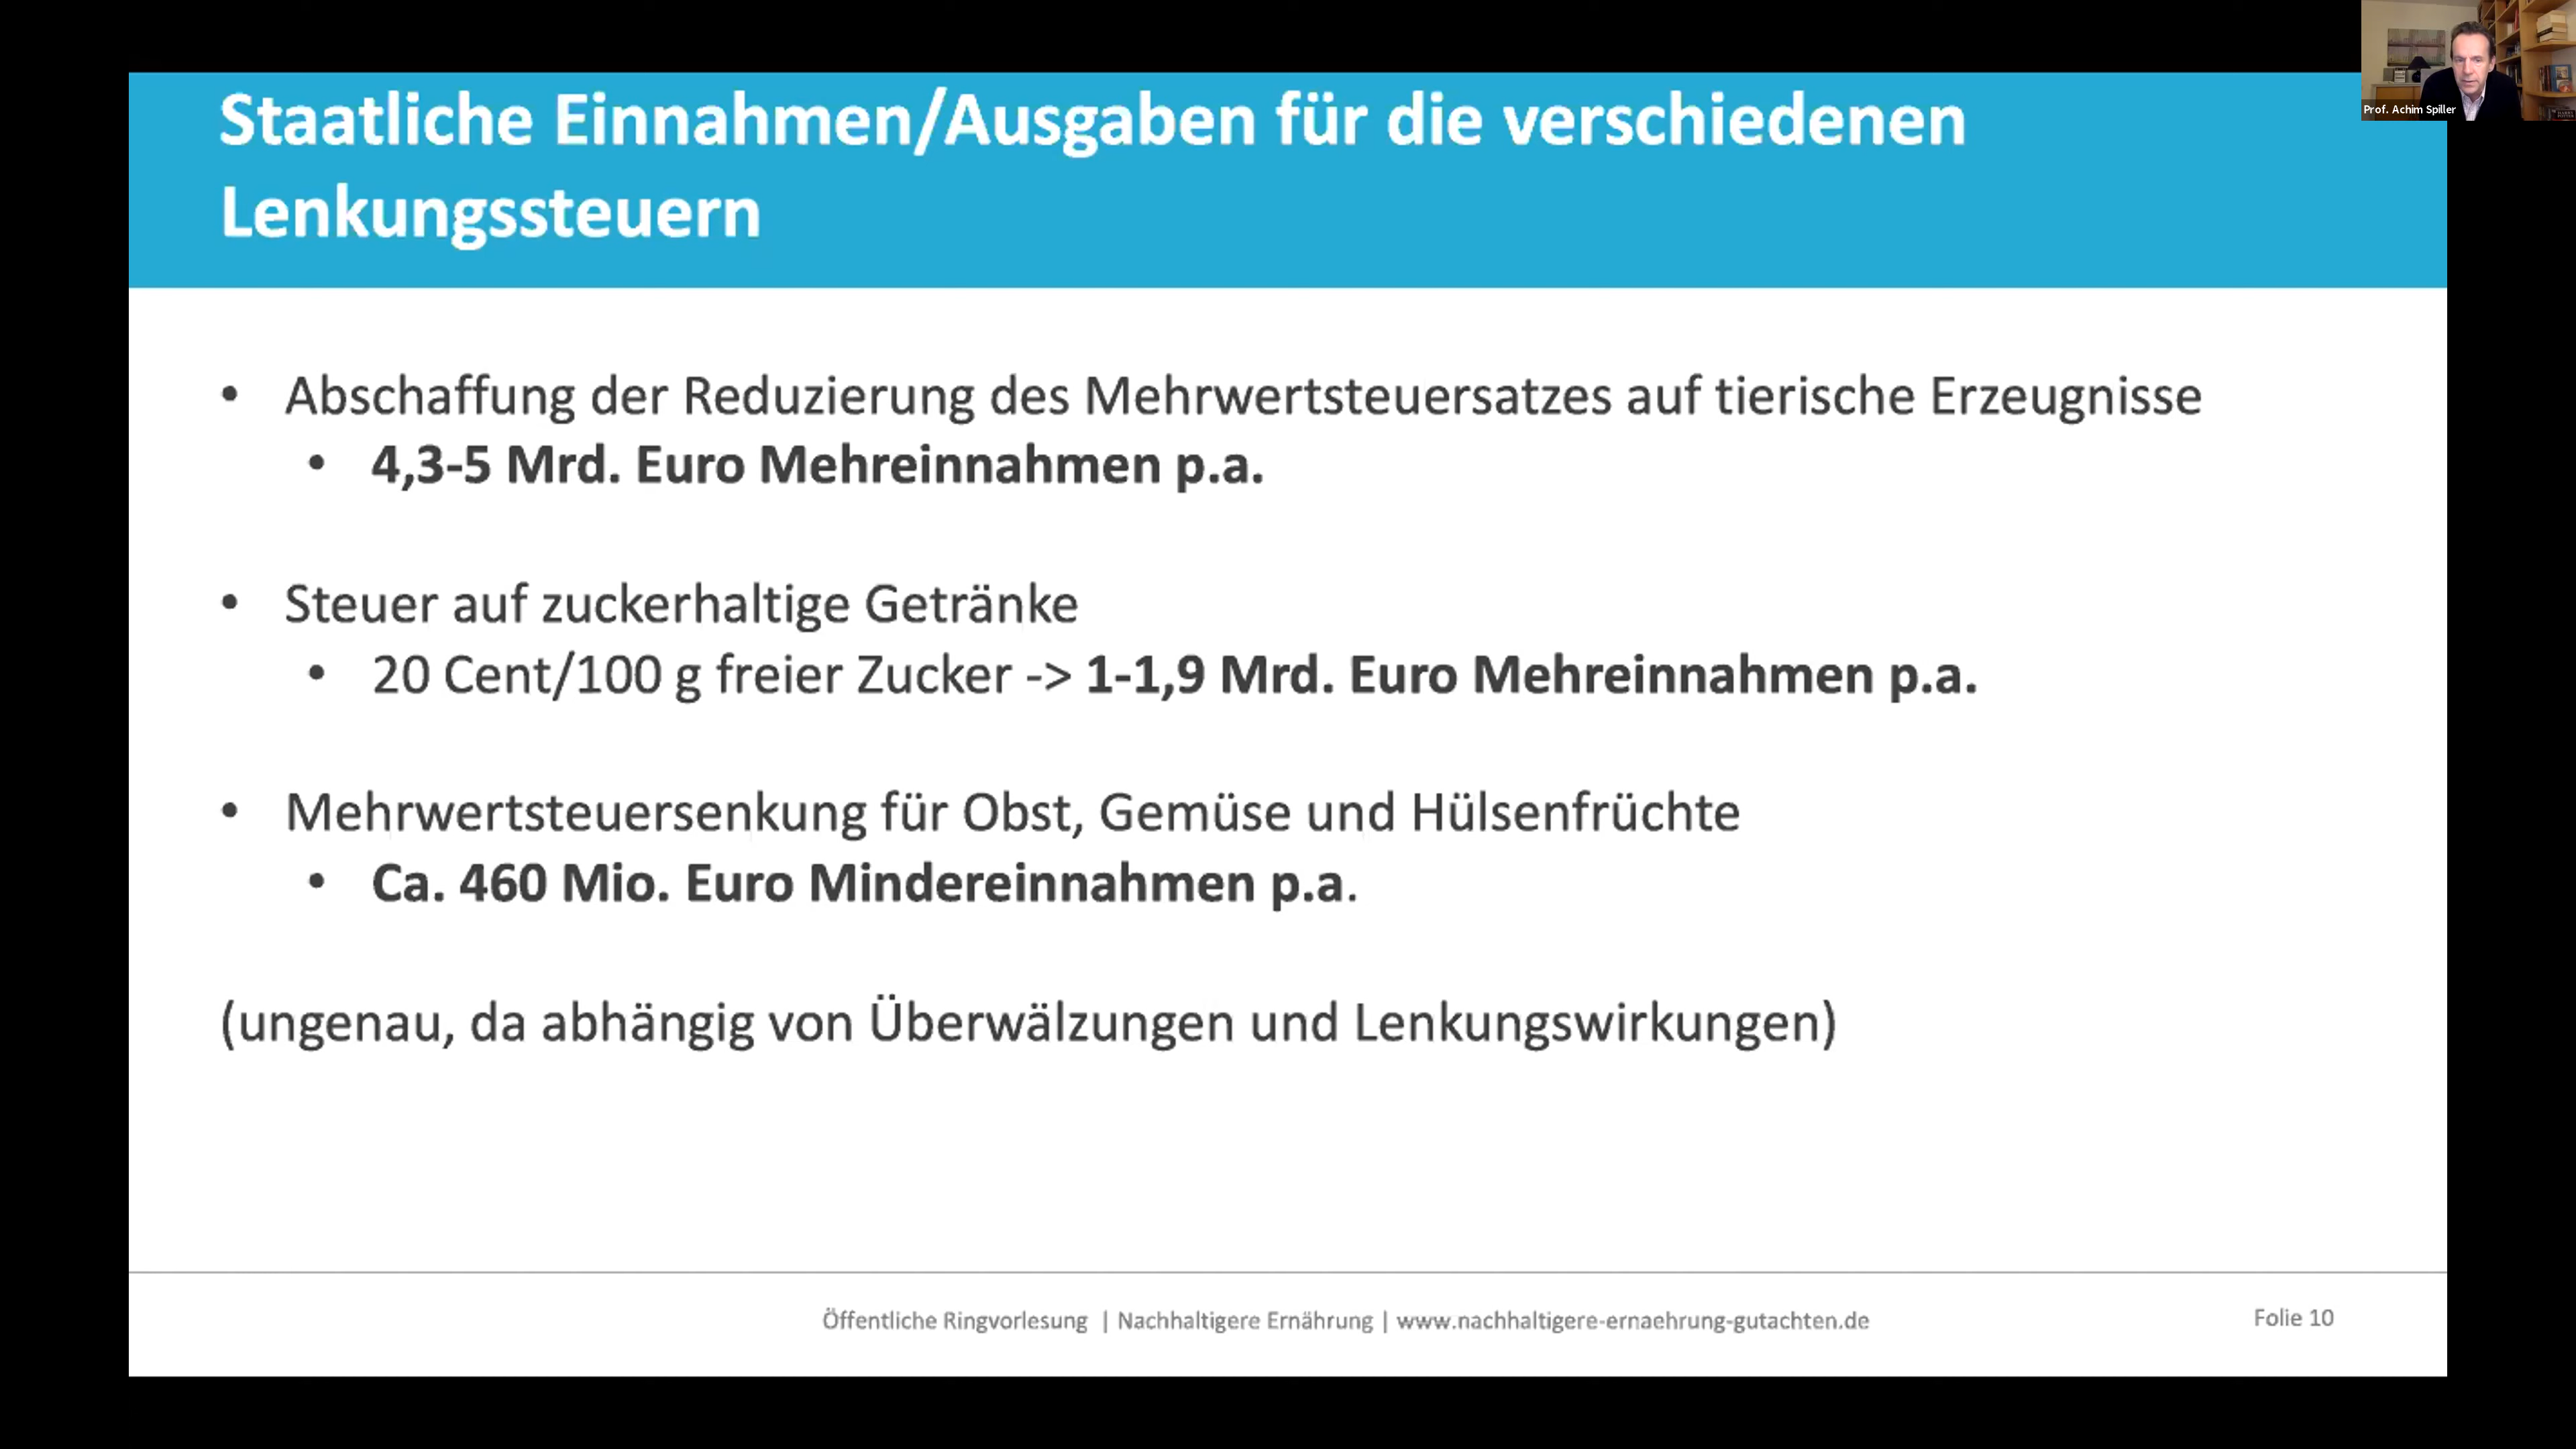 Prof. Achim Spiller
Staatliche Einnahmen/Ausgaben für die verschiedenen
Lenkungssteuern
• Abschaffung der Reduzierung des Mehrwertsteuersatzes auf tierische Erzeugnisse
• 4,3-5 Mrd. Euro Mehreinnahmen p.a.
• Steuer auf zuckerhaltige Getränke
• 20 Cent/100 g freier Zucker -> 1-1,9 Mrd. Euro Mehreinnahmen p.a.
• Mehrwertsteuersenkung für Obst, Gemüse und Hülsenfrüchte
• Ca. 460 Mio. Euro Mindereinnahmen p.a.
(ungenau, da abhängig von Überwälzungen und Lenkungswirkungen)
Öffentliche Ringvorlesung | Nachhaltigere Ernährung | www.nachhaltigere-ernaehrung-gutachten.de
Folie 10